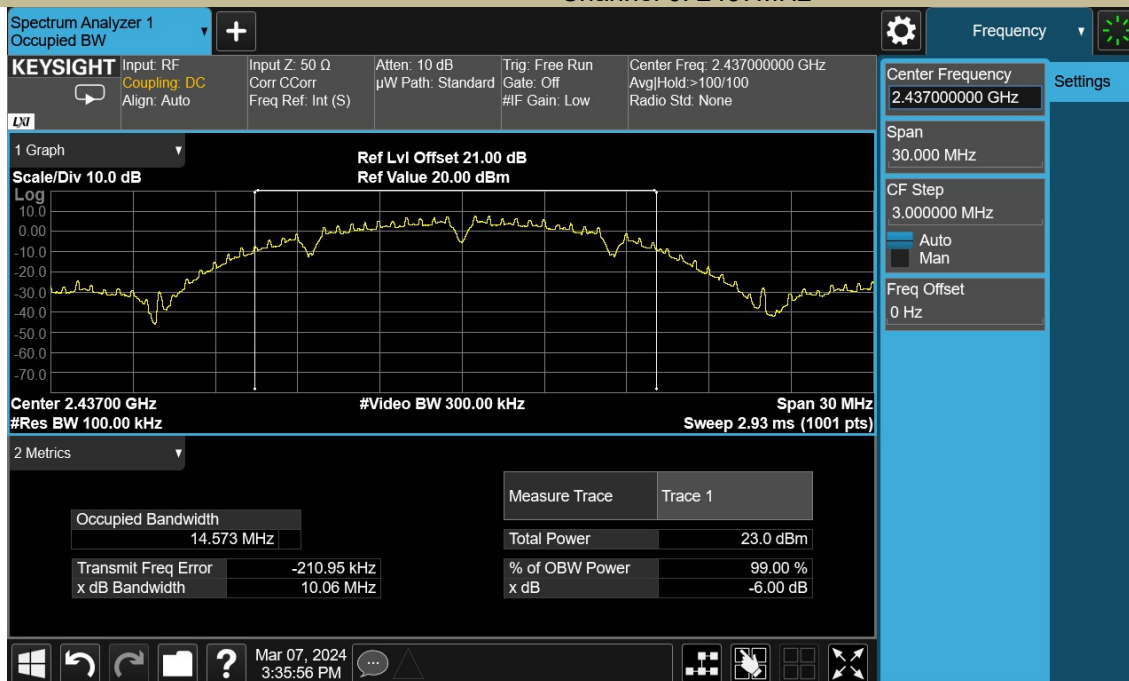 Spectrum Analyzer 1
Occupied BW
Frequency
KEYSIGHT
Input: RF
Coupling: DC
Align: Auto
Input Z: 50 Ω
Corr CCorr
Freq Ref: Int (S)
Atten: 10 dB
µW Path: Standard
Trig: Free Run
Gate: Off
#IF Gain: Low
Center Freq: 2.437000000 GHz
Avg|Hold:>100/100
Radio Std: None
LXI
Center Frequency
2.437000000 GHz
Settings
Span
30.000 MHz
CF Step
3.000000 MHz
Auto
Man
Freq Offset
0 Hz
1 Graph
Scale/Div 10.0 dB
Ref Lvl Offset 21.00 dB
Ref Value 20.00 dBm
Log
10.0
0.00
-10.0
-20.0
-30.0
-40.0
-50.0
-60.0
-70.0
Center 2.43700 GHz
#Video BW 300.00 kHz
Span 30 MHz
#Res BW 100.00 kHz
Sweep 2.93 ms (1001 pts)
2 Metrics
Measure Trace
Trace 1
Occupied Bandwidth
14.573 MHz
Total Power
23.0 dBm
Transmit Freq Error
-210.95 kHz
% of OBW Power
99.00 %
x dB Bandwidth
10.06 MHz
x dB
-6.00 dB
?
Mar 07, 2024
3:35:56 PM